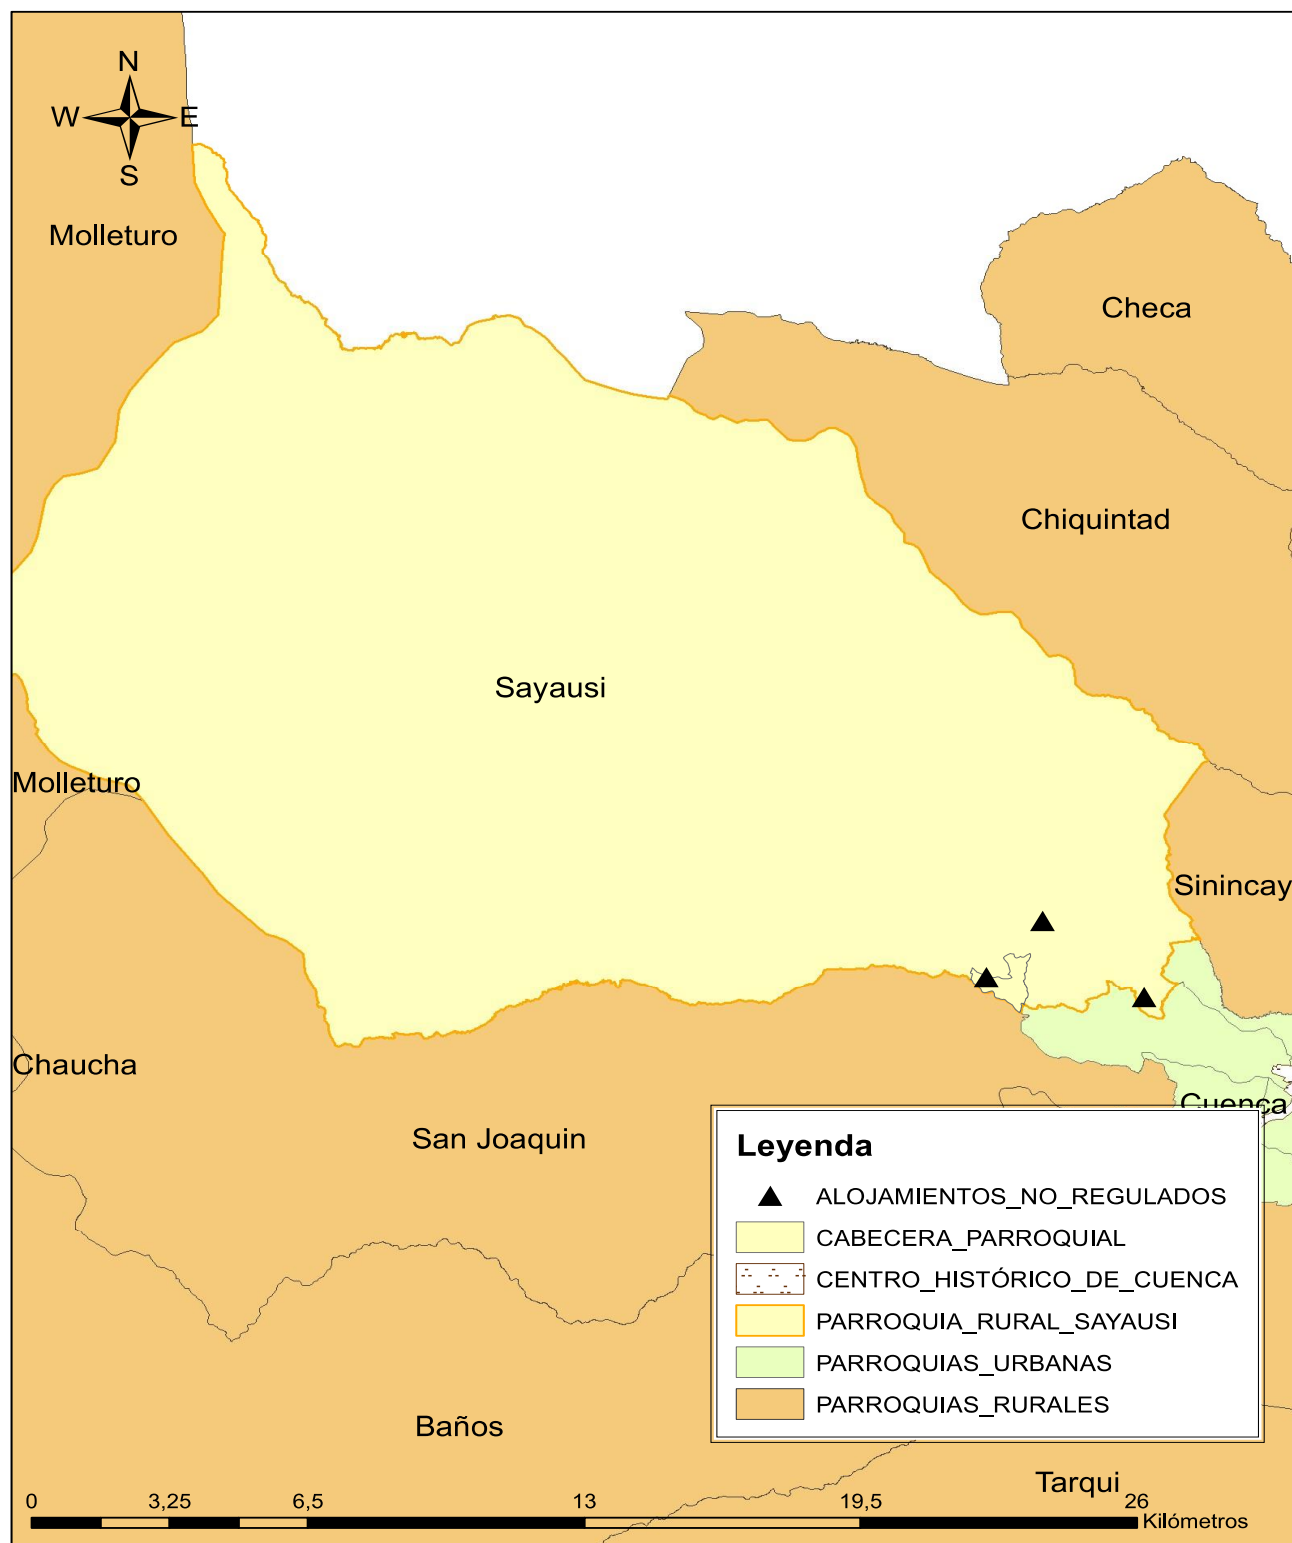 N
W E
S
Molleturo
Checa
Chiquintad
Sayausi
Molleturo
Sinincay
Chaucha
Cuenca
San Joaquin
Leyenda
ALOJAMIENTOS_NO_REGULADOS
CABECERA_PARROQUIAL
CENTRO_HISTÓRICO_DE_CUENCA
PARROQUIA_RURAL_SAYAUSI
PARROQUIAS_URBANAS
PARROQUIAS_RURALES
Baños
Tarqui
0 3,25 6,5 13 19,5 26
Kilómetros